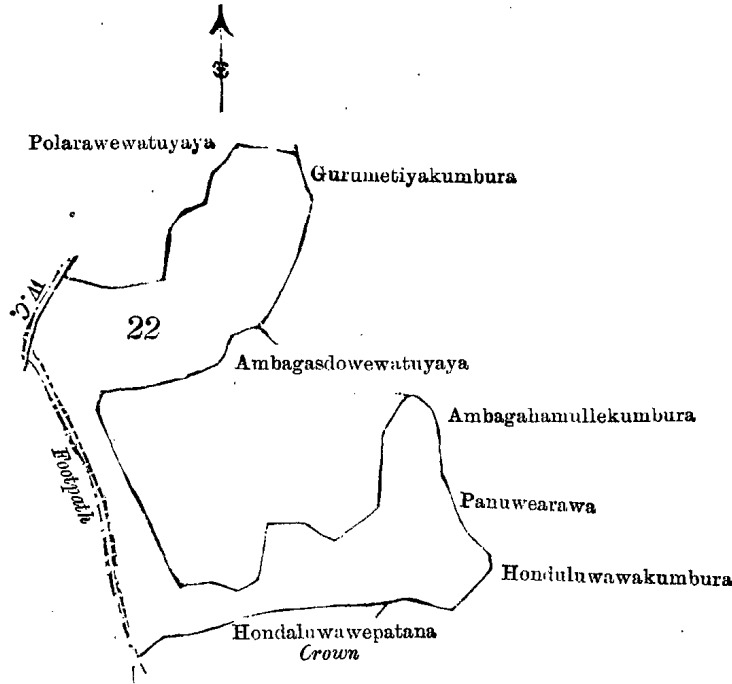 Polarawewatuyaya
Gurumetiyakumbura
W. C.
22
Ambagasdowewatuyaya
Ambagahamullekumbura
Footpath
Panuwearawa
Honduluwawakumbura
Hondaluwawepatana
Crown